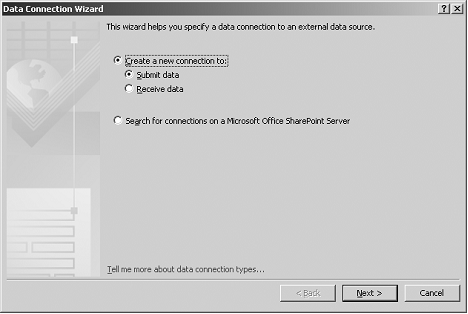 Data Connection Wizard
This wizard helps you specify a data connection to an external data source.
Create a new connection to:
Submit data
Receive data
Search for connections on a Microsoft Office SharePoint Server
Tell me more about data connection types...
< Back Next > Cancel